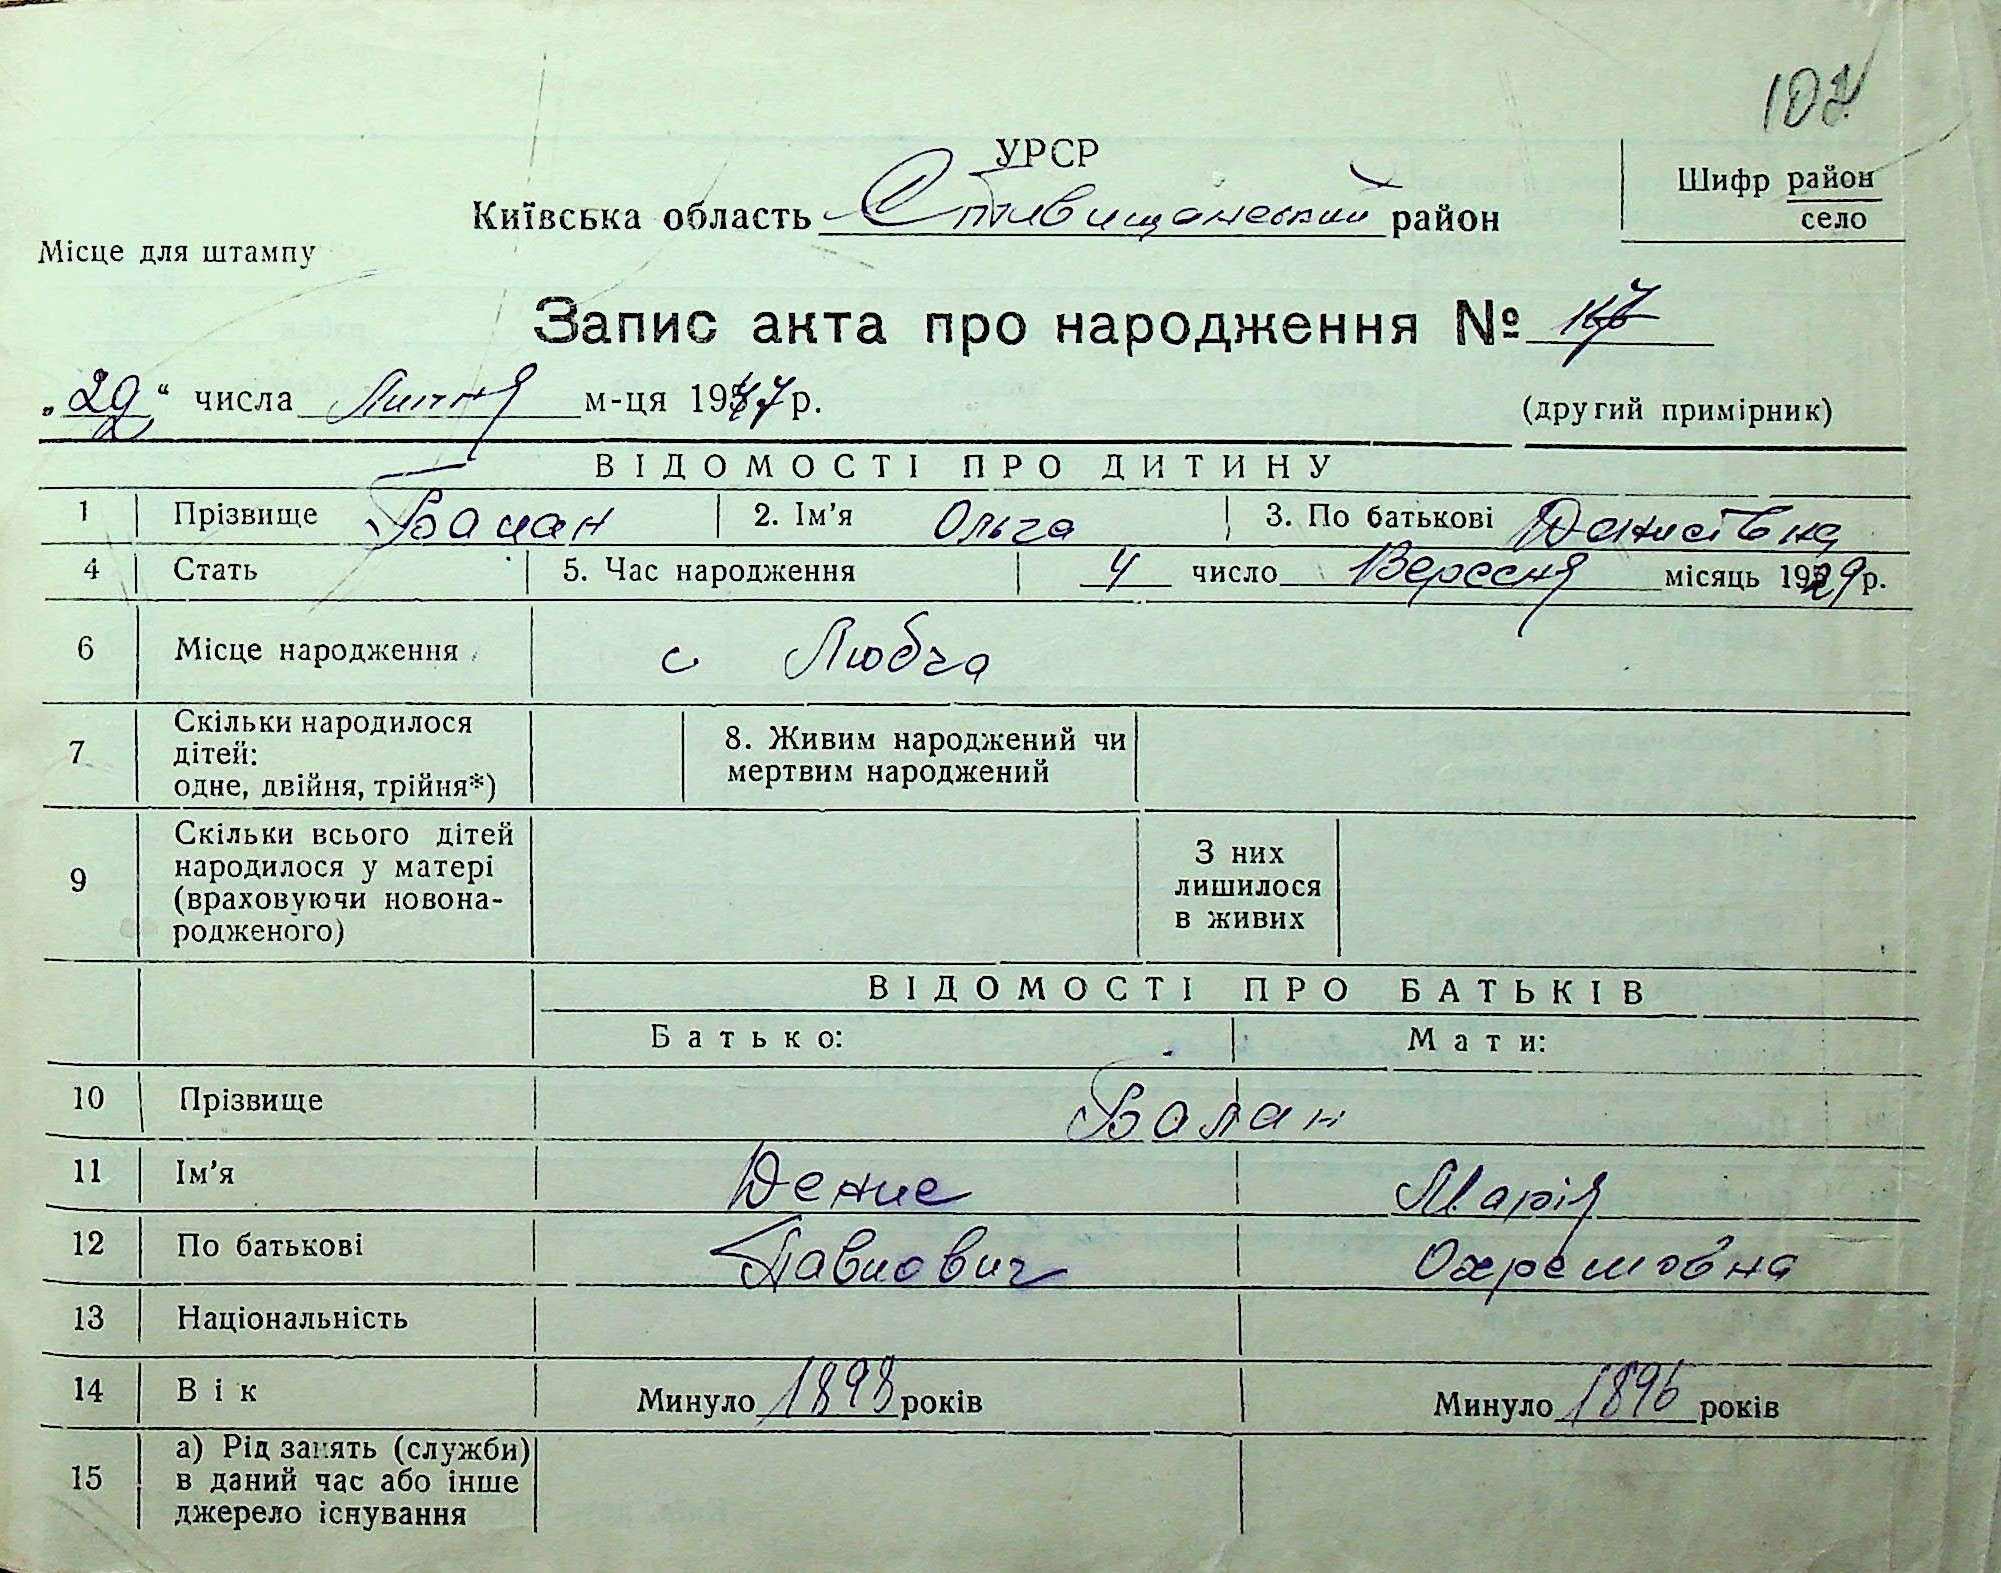 102
УРСР
Київська область Ставищанський район
Шифр район
село
Місце для штампу
Запис акта про народження №
„29“ числа Липня м-ця 1947 р.
(другий примірник)
ВІДОМОСТІ ПРО ДИТИНУ
1 Прізвище Балан 2. Ім'я Ольга 3. По батькові Денисівна
4 Стать 5. Час народження 4 число Вересня місяць 1929 р.
6 Місце народження с Любча
7 Скільки народилося
дітей:
одне, двійня, трійня*)
8. Живим народжений чи
мертвим народжений
9 Скільки всього дітей
народилося у матері
(враховуючи новона-
родженого)
З них
лишилося
в живих
ВІДОМОСТІ ПРО БАТЬКІВ
Батько: Мати:
10 Прізвище Балан
11 Ім'я Денис Марія
12 По батькові Павлович Охремовна
13 Національність
14 Вік Минуло 1898 років Минуло 1896 років
15 а) Рід занять (служби)
в даний час або інше
джерело існування